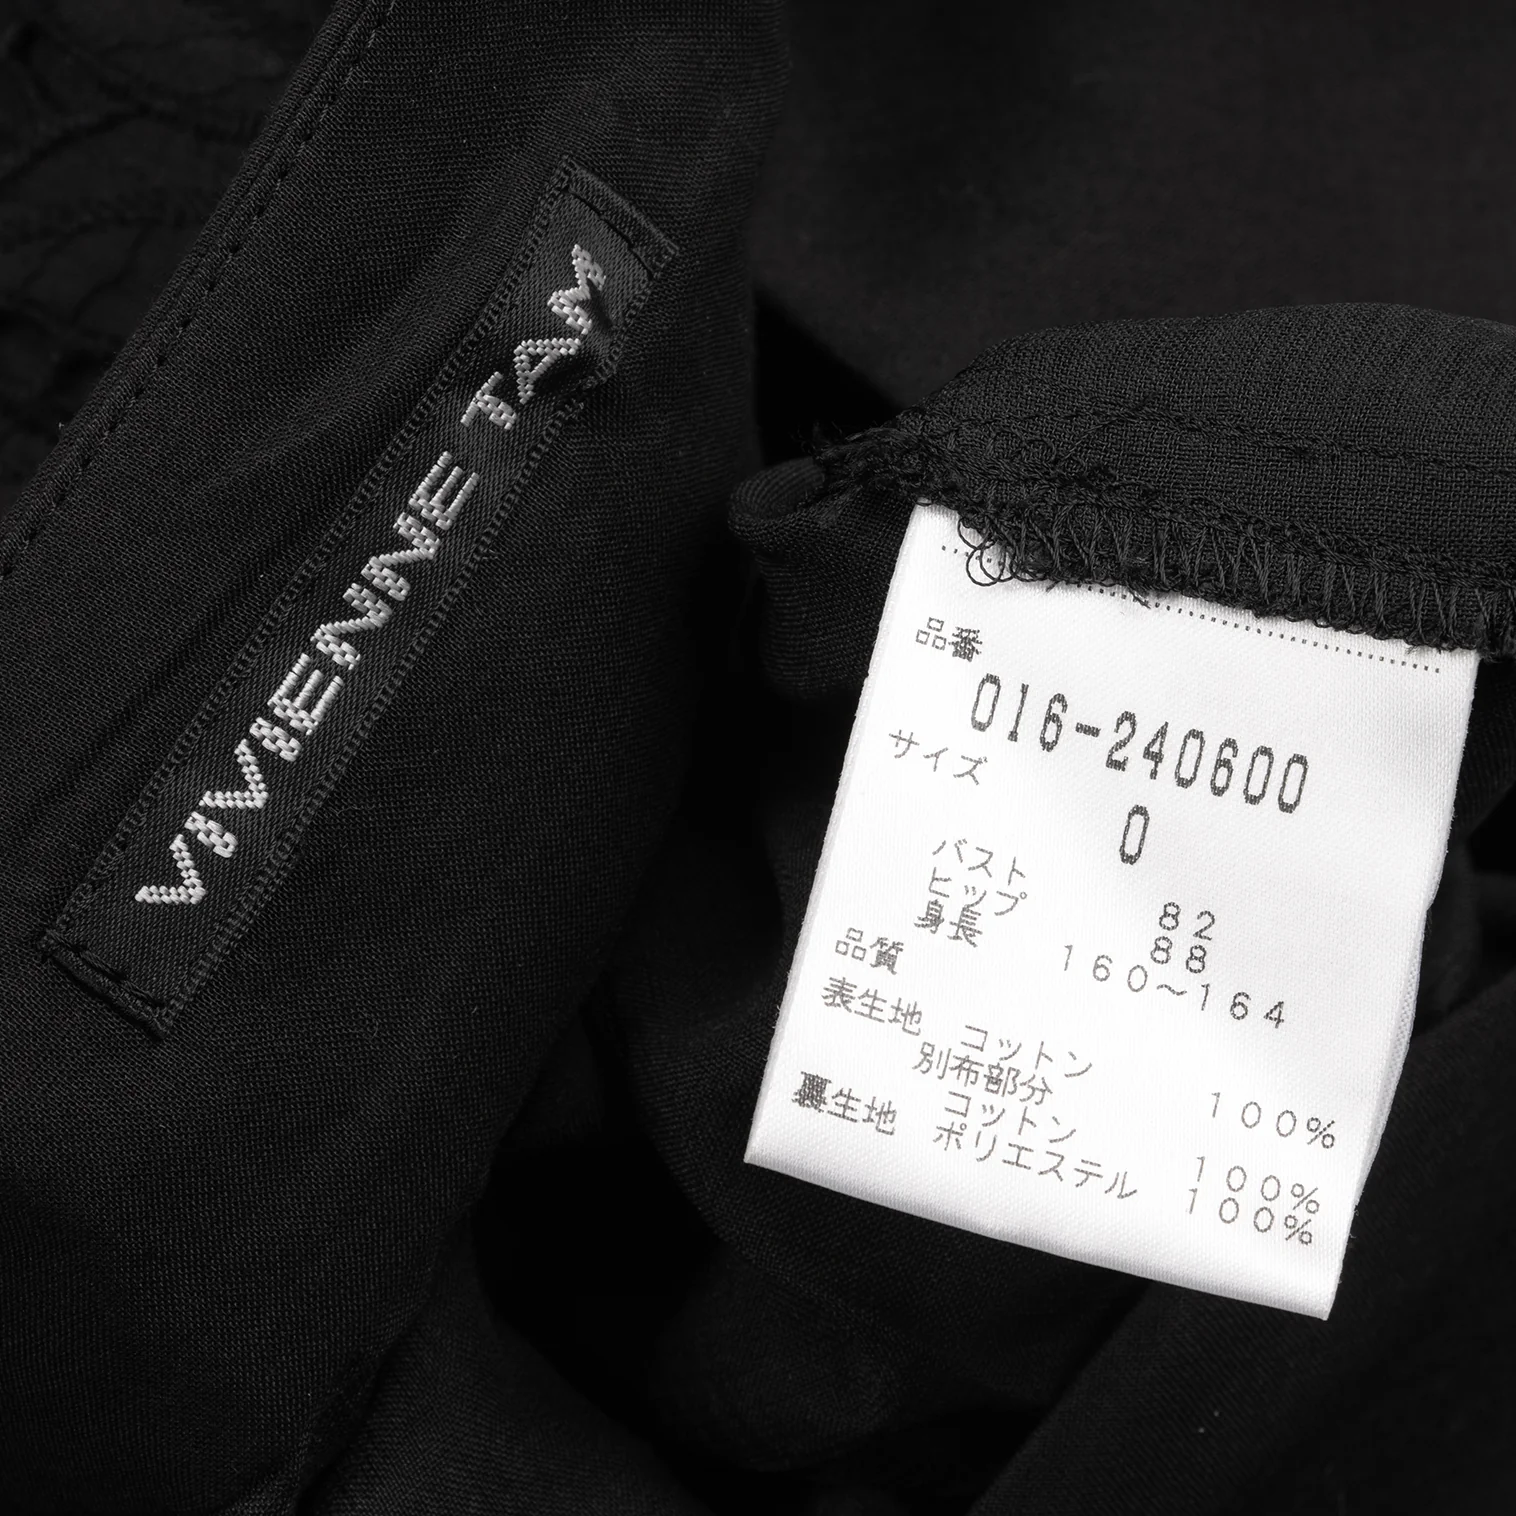 VIVIENNE TAM
品番
016-240600
サイズ
0
バスト 82
ヒップ 88
身長 160～164
品質
表生地 コットン 100%
別布部分
コットン 100%
裏生地 ポリエステル 100%